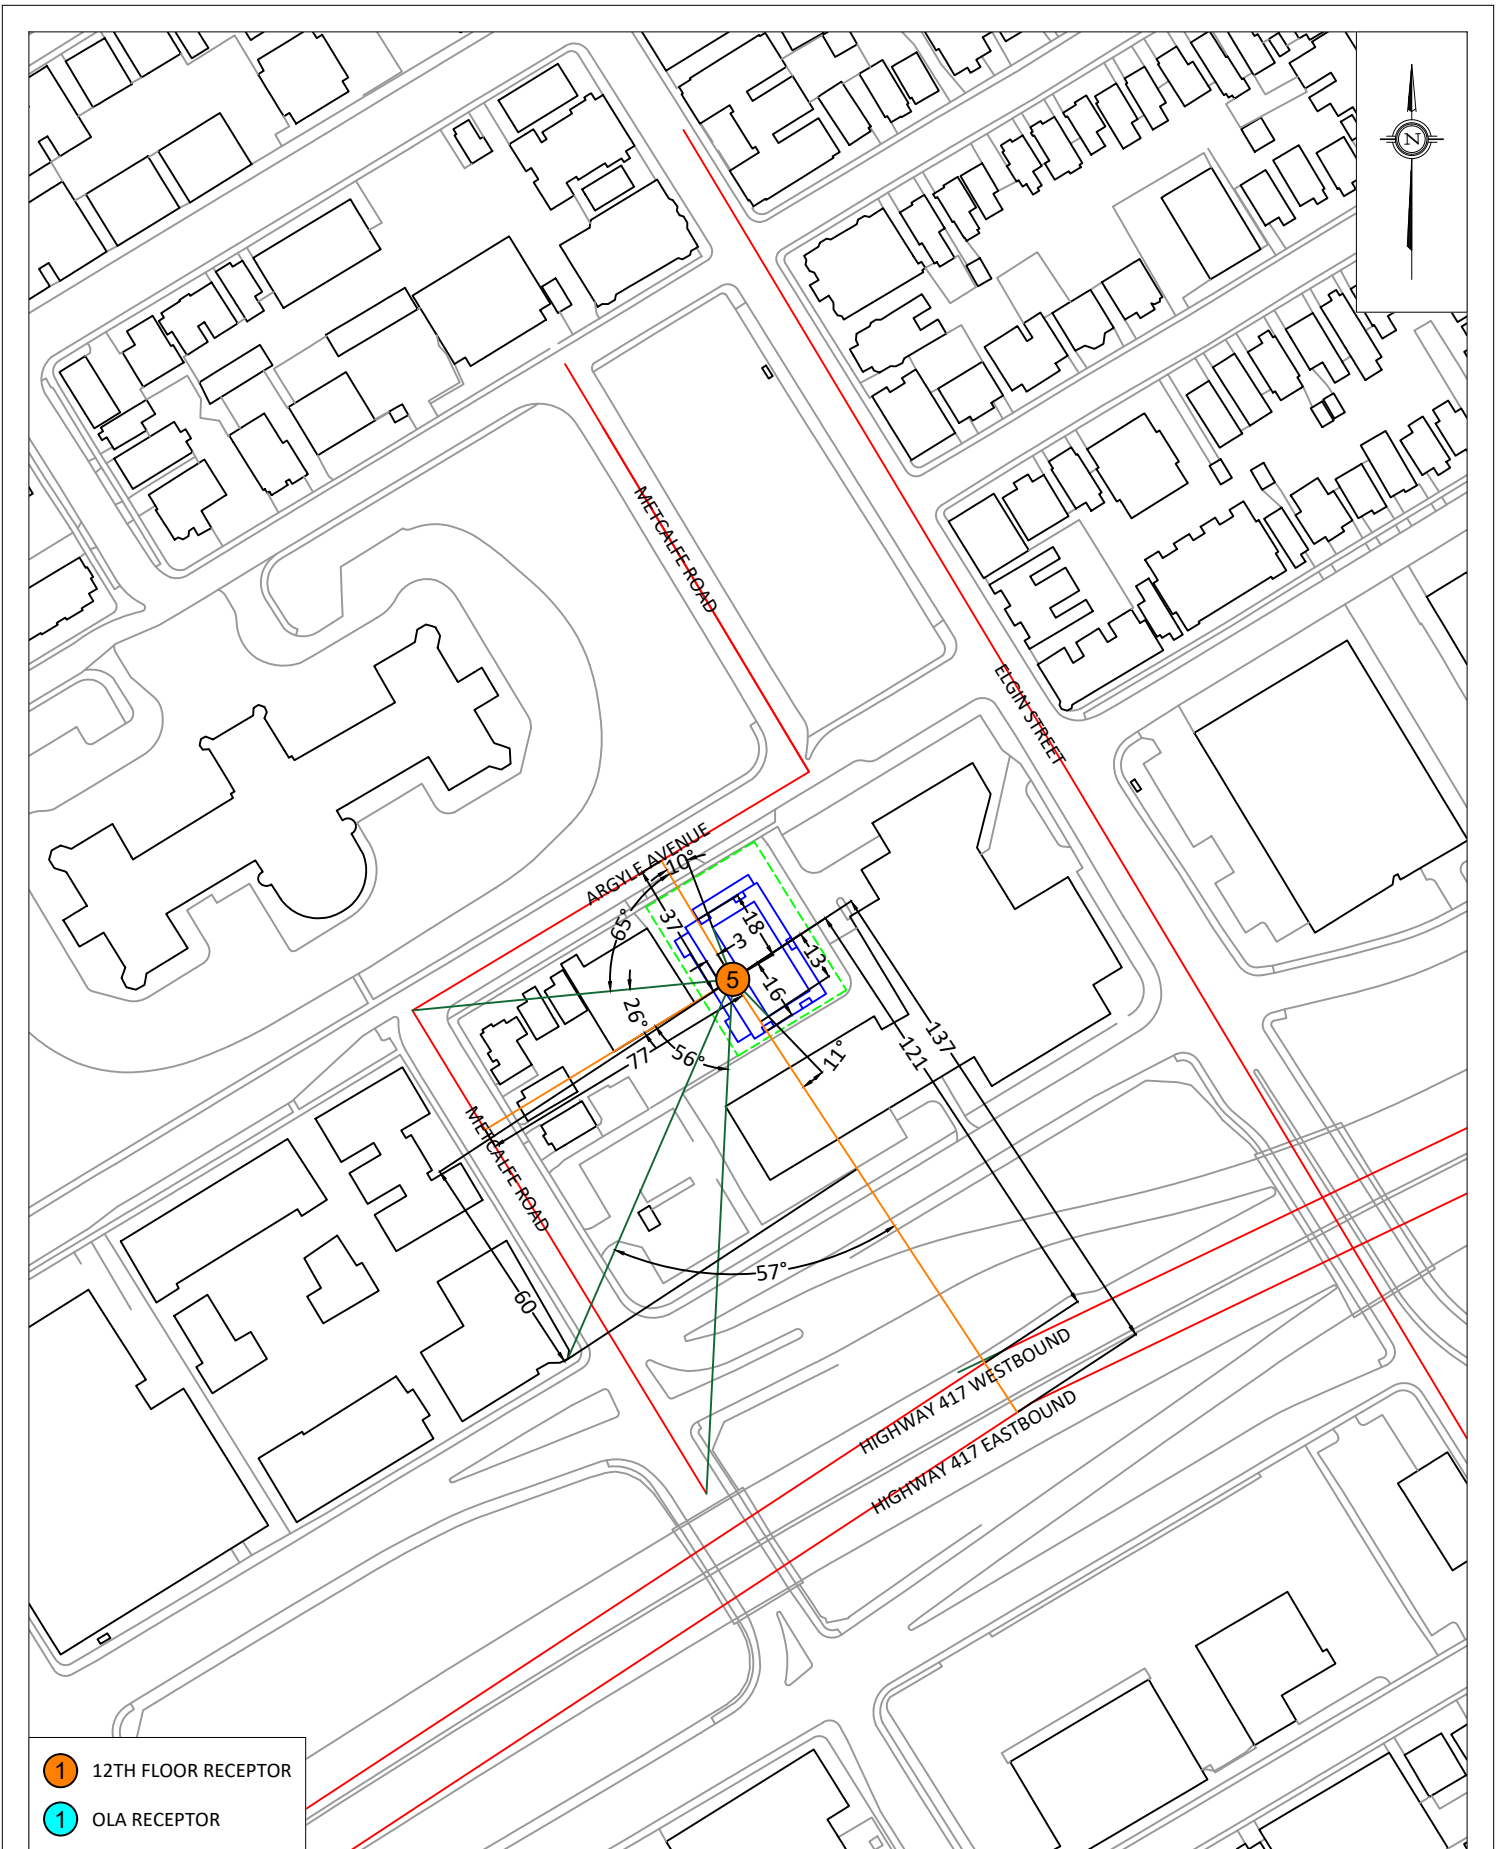 N
METCALFE ROAD
ELGIN STREET
ARGYLE AVENUE
10°
65°
37
18
3
13
5
16
26°
77
56°
11°
121
137
METCALFE ROAD
60
57°
HIGHWAY 417 WESTBOUND
HIGHWAY 417 EASTBOUND
1 12TH FLOOR RECEPTOR
1 OLA RECEPTOR